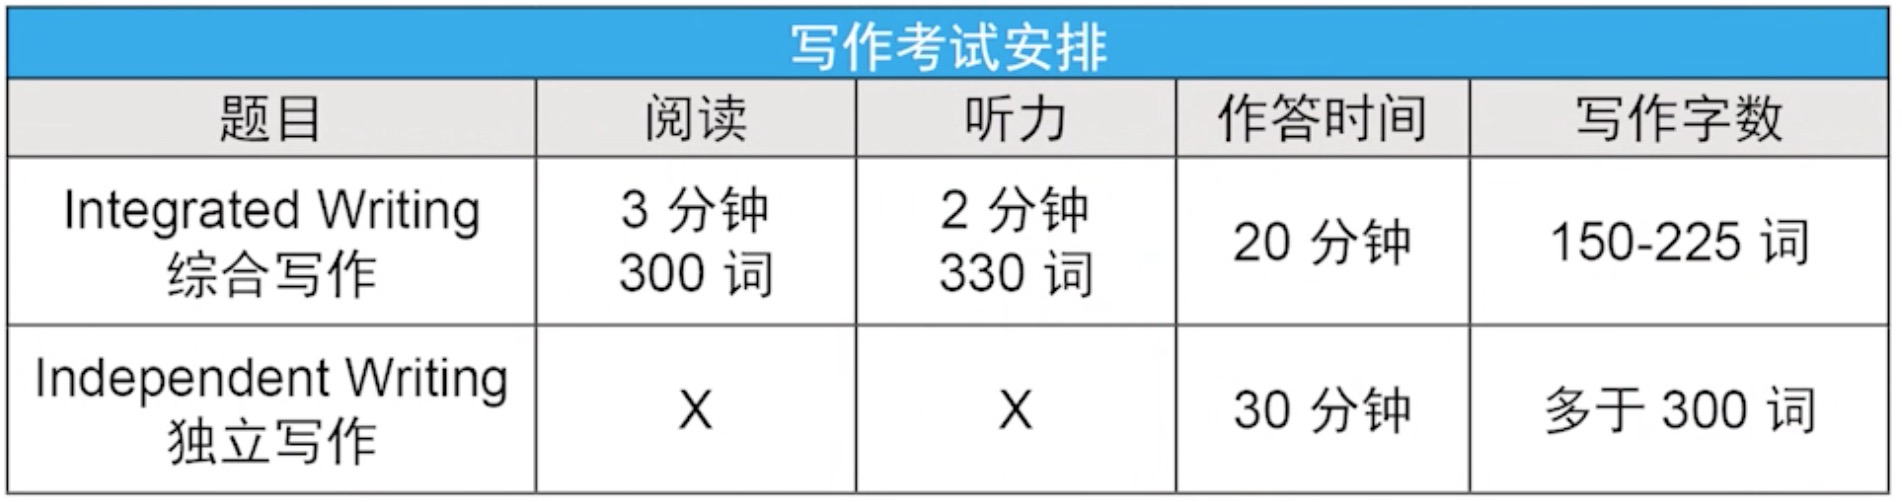 写作考试安排
题目 阅读 听力 作答时间 写作字数
Integrated Writing
综合写作
3 分钟
300 词
2 分钟
330 词
20 分钟
150-225 词
Independent Writing
独立写作
X
X
30 分钟
多于 300 词